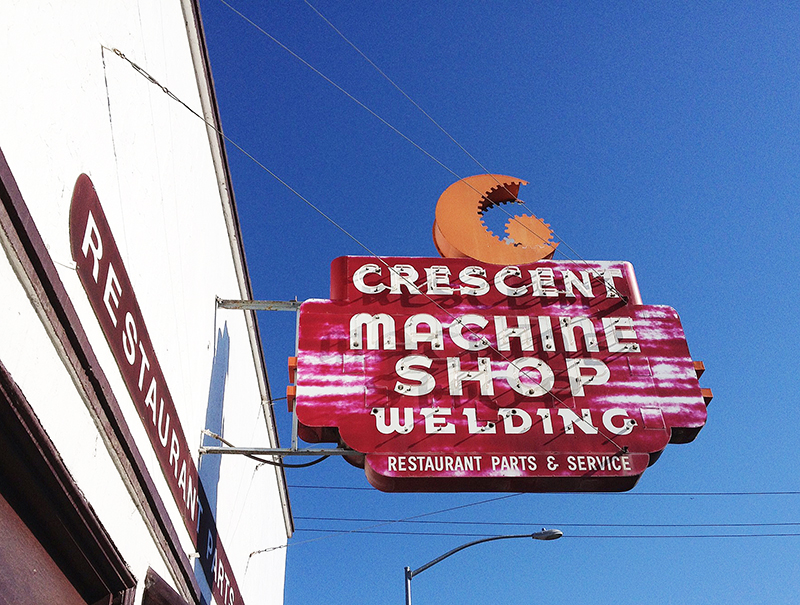 CRESCENT
MACHINE
SHOP
WELDING
RESTAURANT PARTS & SERVICE
RESTAURANT PARTS